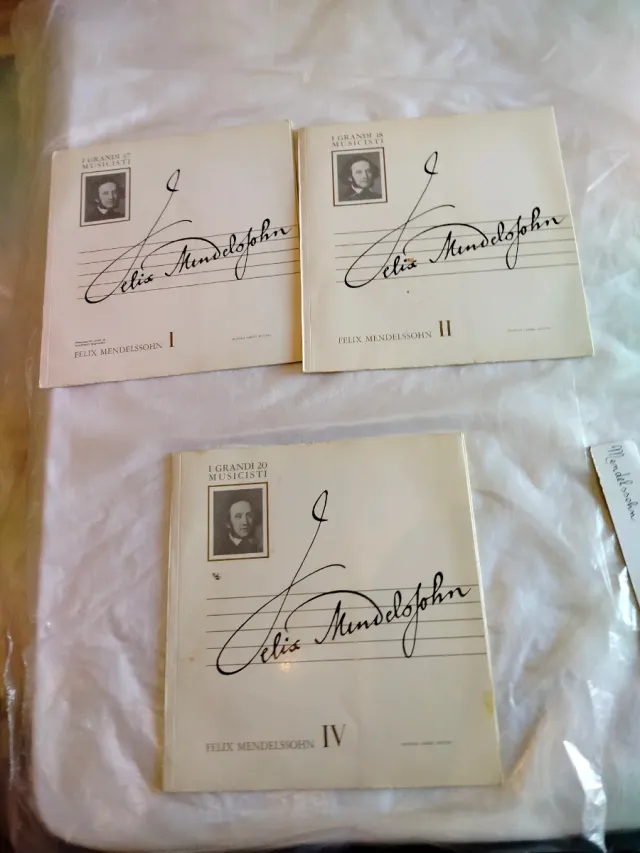 I GRANDI 17
MUSICISTI
Felix Mendelssohn
FELIX MENDELSSOHN I
I GRANDI 18
MUSICISTI
Felix Mendelssohn
FELIX MENDELSSOHN II
I GRANDI 20
MUSICISTI
Felix Mendelssohn
FELIX MENDELSSOHN IV
Mendelssohn